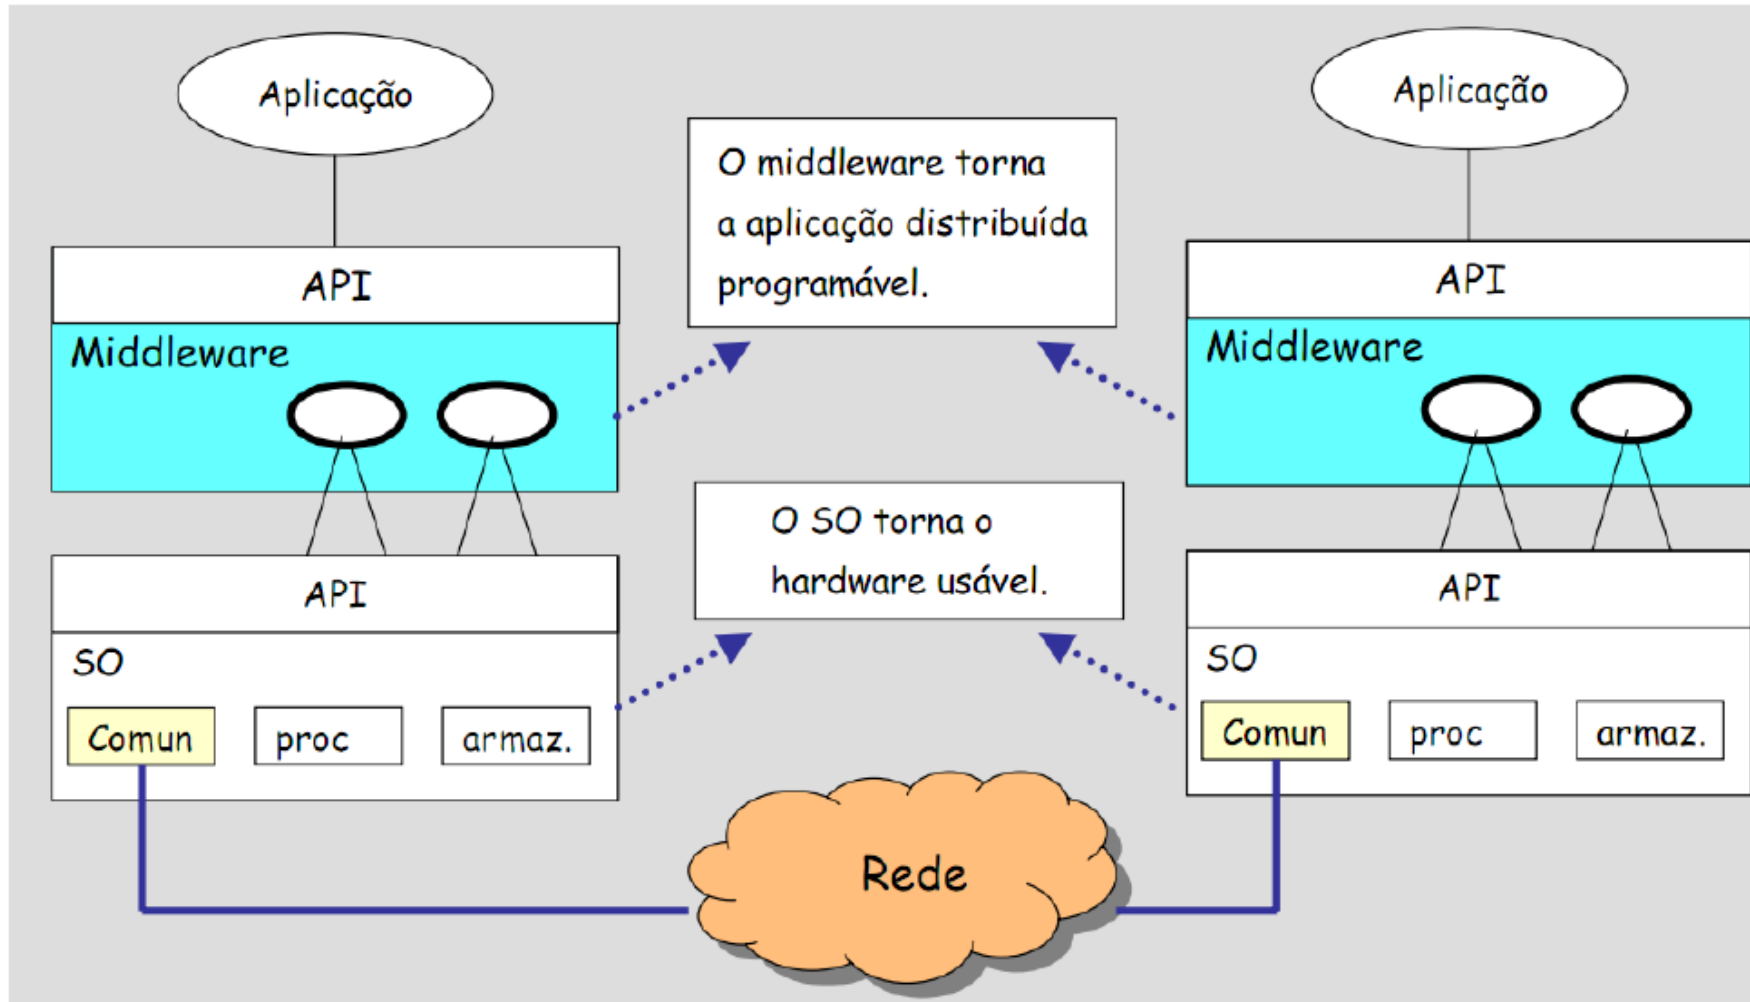 Aplicação
Aplicação
O middleware torna
a aplicação distribuída
programável.
API
Middleware
API
Middleware
O SO torna o
hardware usável.
API
SO
Comun
proc
armaz.
API
SO
Comun
proc
armaz.
Rede